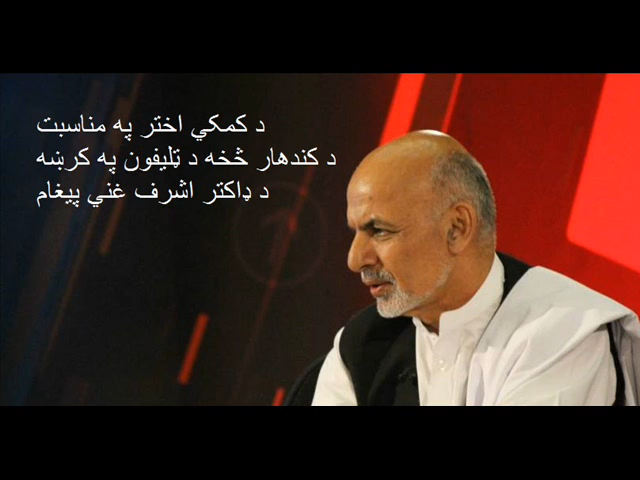 د کمکي اختر په مناسبت
د کندهار څخه د ټليفون په کرښه
د ډاکتر اشرف غني پيغام